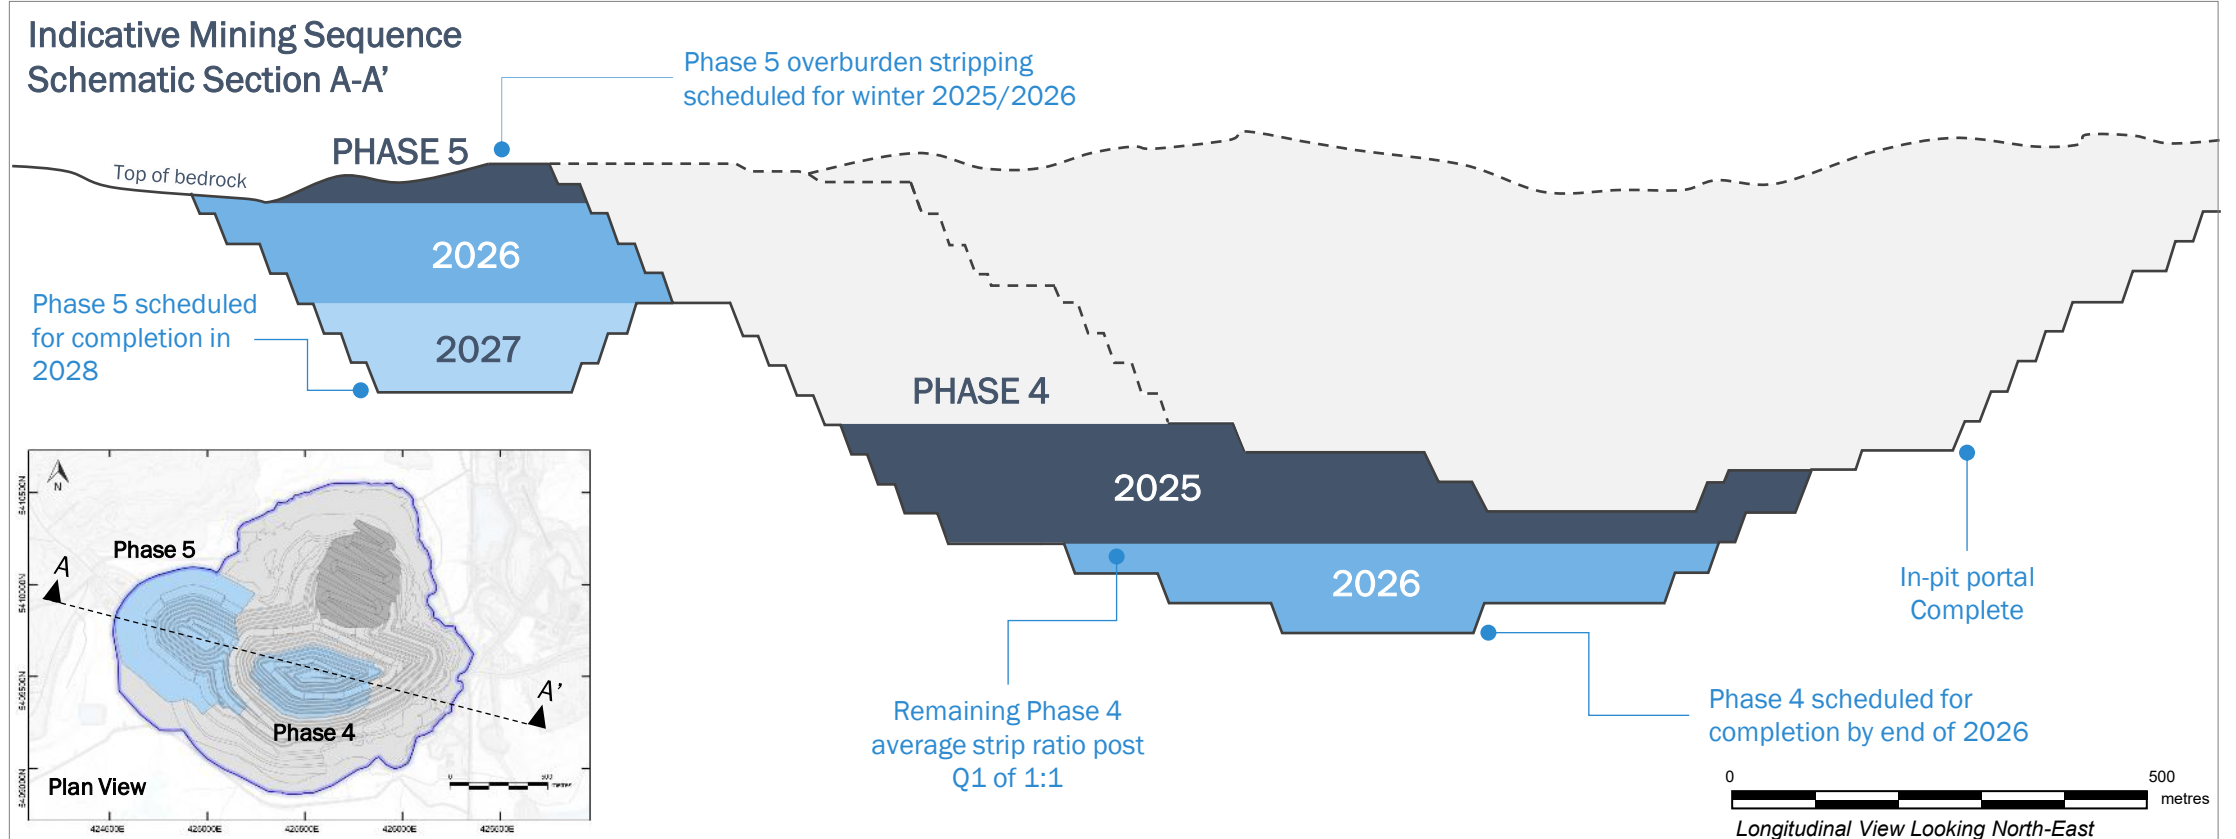 Indicative Mining Sequence
Schematic Section A-A’
Phase 5 overburden stripping
scheduled for winter 2025/2026
PHASE 5
Top of bedrock
2026
2027
Phase 5 scheduled
for completion in
2028
PHASE 4
2025
2026
In-pit portal
Complete
Remaining Phase 4
average strip ratio post
Q1 of 1:1
Phase 4 scheduled for
completion by end of 2026
0 500
metres
Longitudinal View Looking North-East
N
Phase 5
A
A’
Phase 4
Plan View
0 500
metres